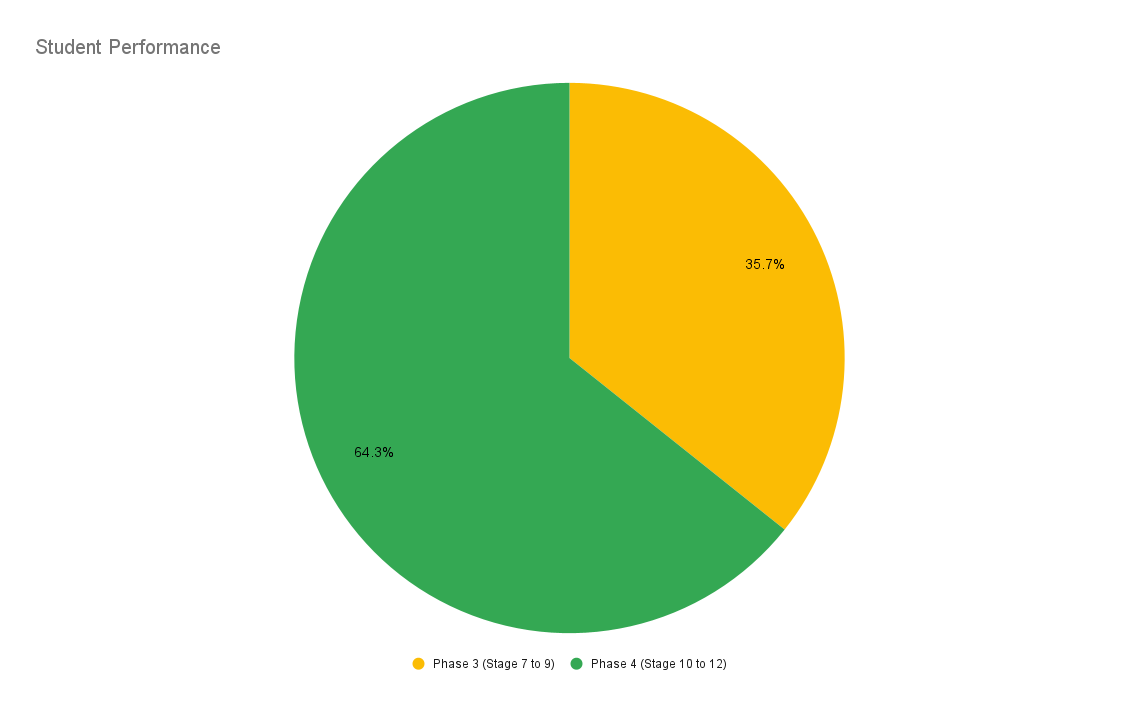 Student Performance
35.7%
64.3%
Phase 3 (Stage 7 to 9) Phase 4 (Stage 10 to 12)